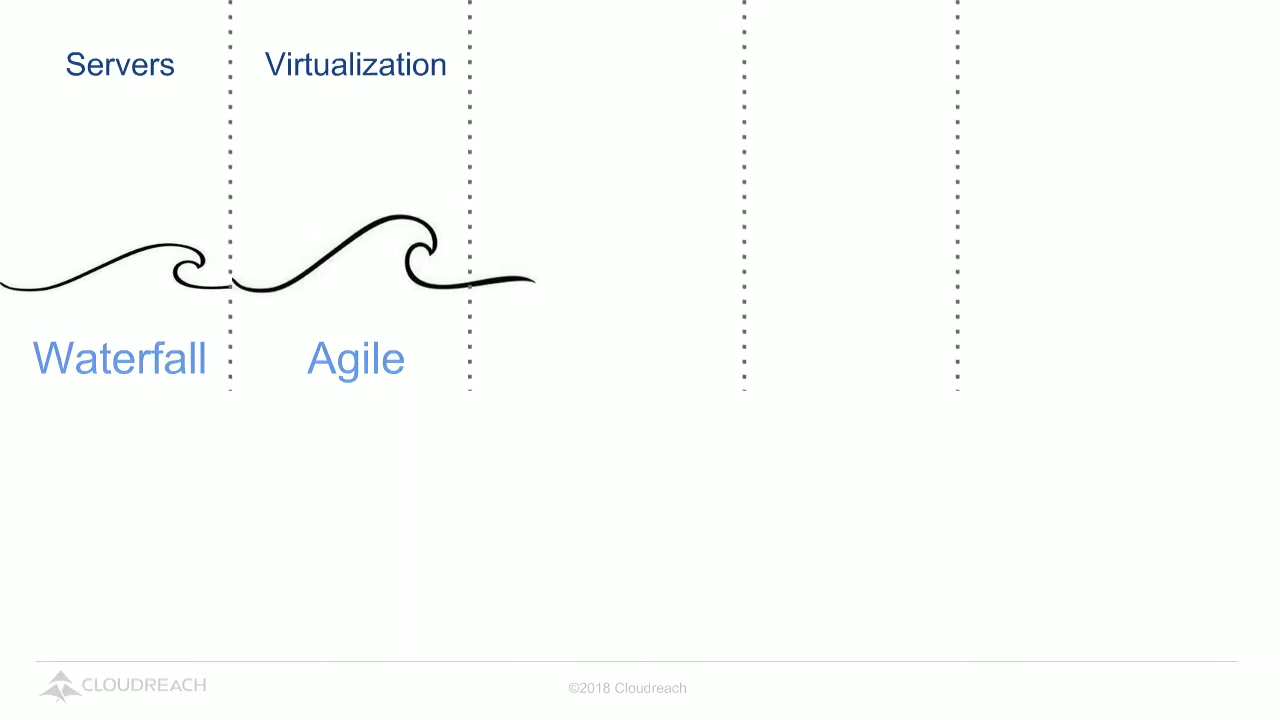 Servers
Virtualization
Waterfall
Agile
CLOUDREACH
©2018 Cloudreach